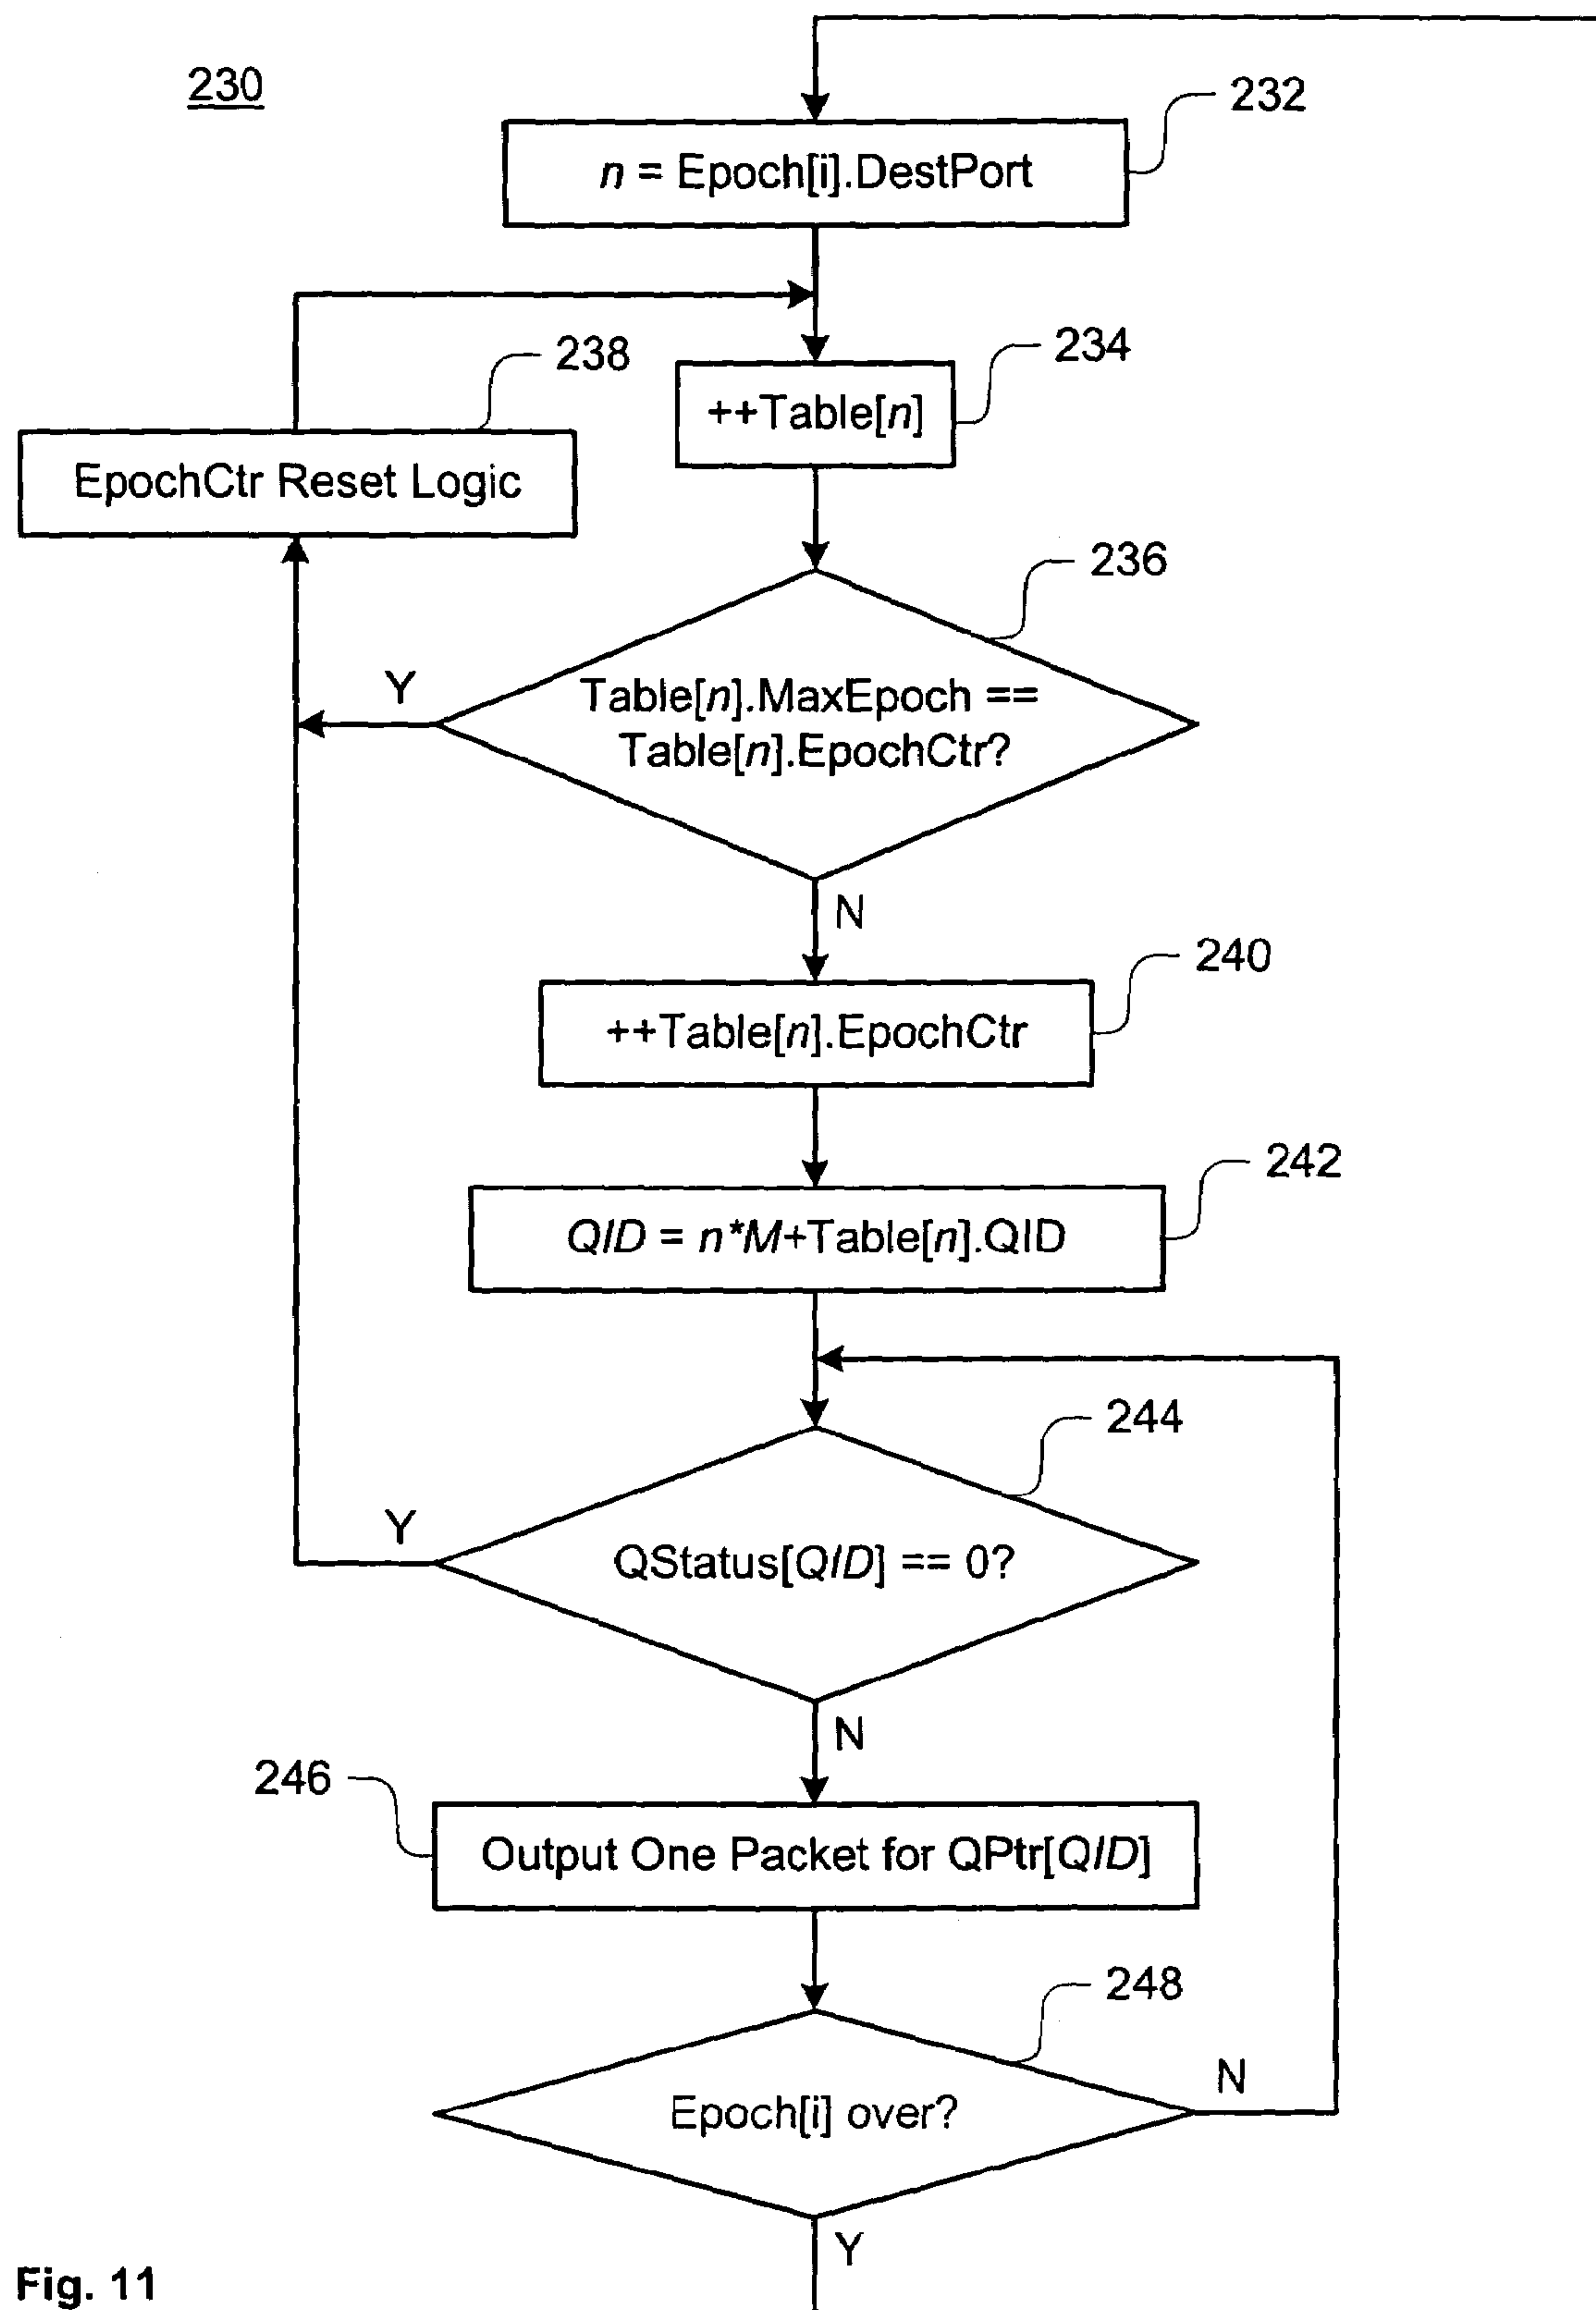 230
232
n = Epoch[i].DestPort
238
234
++Table[n]
EpochCtr Reset Logic
236
Y
Table[n].MaxEpoch ==
Table[n].EpochCtr?
N
240
++Table[n].EpochCtr
242
QID = n*M+Table[n].QID
244
Y
QStatus[QID] == 0?
N
246
Output One Packet for QPtr[QID]
248
N
Epoch[i] over?
Y
Fig. 11